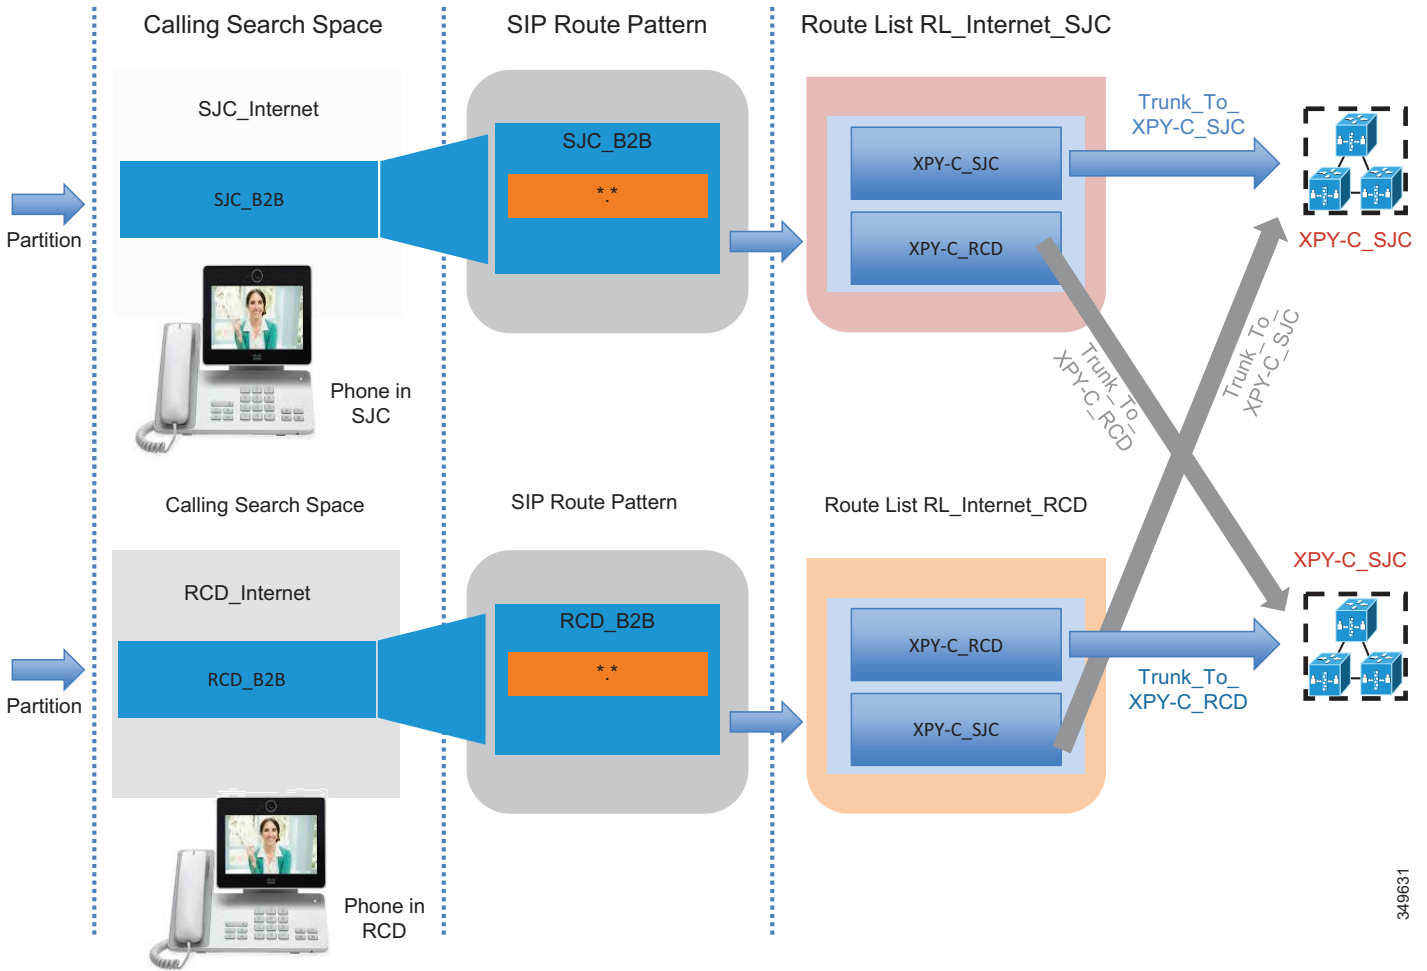 Calling Search Space
SIP Route Pattern
Route List RL_Internet_SJC
SJC_Internet
SJC_B2B
Partition
SJC_B2B
*.*
XPY-C_SJC
XPY-C_RCD
Trunk_To_
XPY-C_SJC
XPY-C_SJC
Phone in
SJC
Trunk_To_
XPY-C_RCD
Trunk_To_
XPY-C_SJC
Calling Search Space
SIP Route Pattern
Route List RL_Internet_RCD
RCD_Internet
RCD_B2B
Partition
RCD_B2B
*.*
XPY-C_RCD
XPY-C_SJC
Trunk_To_
XPY-C_RCD
XPY-C_SJC
Phone in
RCD
349631